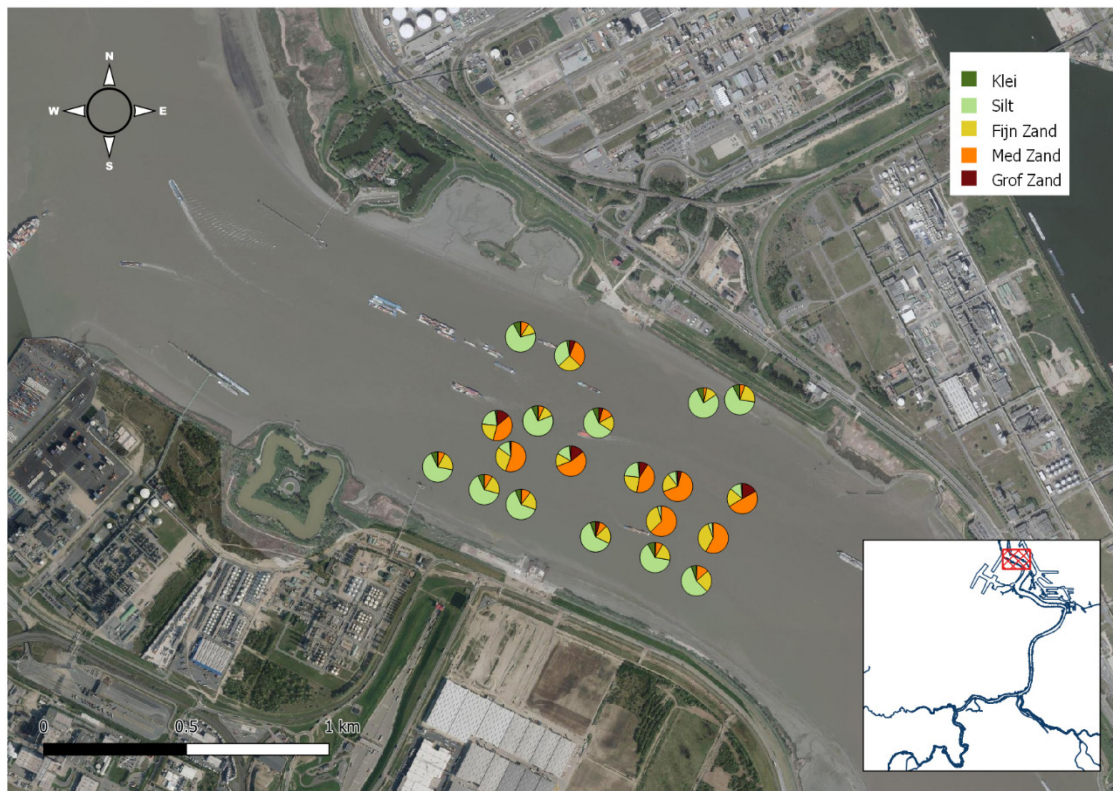 N
W E
S
Klei
Silt
Fijn Zand
Med Zand
Grof Zand
0 0.5 1 km